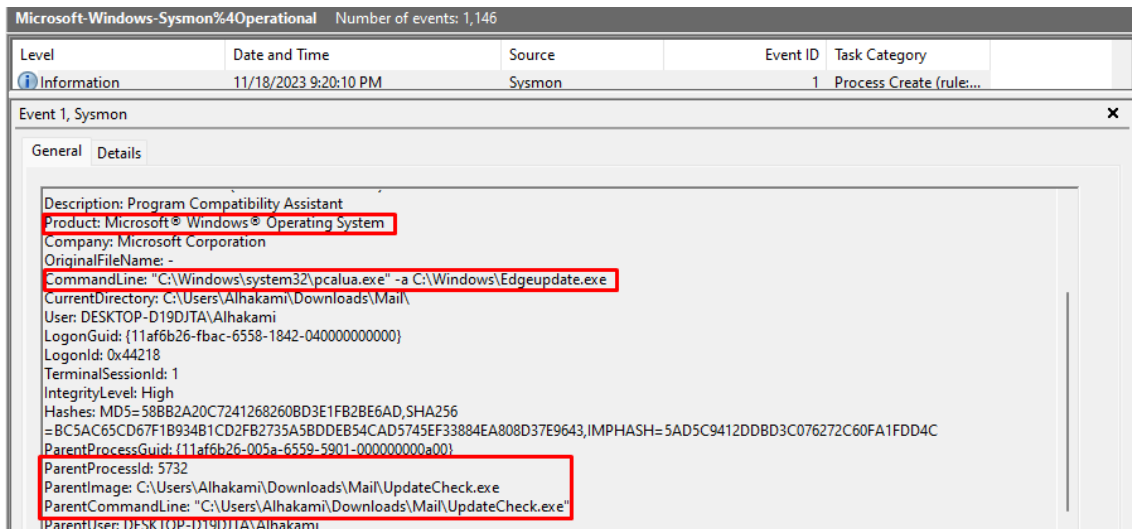 Microsoft-Windows-Sysmon%4Operational Number of events: 1,146
Level Date and Time Source Event ID Task Category
Information 11/18/2023 9:20:10 PM Sysmon 1 Process Create (rule:...
Event 1, Sysmon
General Details
Description: Program Compatibility Assistant
Product: Microsoft® Windows® Operating System
Company: Microsoft Corporation
OriginalFileName: -
CommandLine: "C:\Windows\system32\pcalua.exe" -a C:\Windows\Edgeupdate.exe
CurrentDirectory: C:\Users\Alhakami\Downloads\Mail\
User: DESKTOP-D19DJTA\Alhakami
LogonGuid: {11af6b26-fbac-6558-1842-040000000000}
LogonId: 0x44218
TerminalSessionId: 1
IntegrityLevel: High
Hashes: MD5=58BB2A20C7241268260BD3E1FB2BE6AD,SHA256
=BC5AC65CD67F1B934B1CD2FB2735A5BDDEB54CAD5745EF33884EA808D37E9643,IMPHASH=5AD5C9412DDBD3C076272C60FA1FDD4C
ParentProcessGuid: {11af6b26-005a-6559-5901-000000000a00}
ParentProcessId: 5732
ParentImage: C:\Users\Alhakami\Downloads\Mail\UpdateCheck.exe
ParentCommandLine: "C:\Users\Alhakami\Downloads\Mail\UpdateCheck.exe"
ParentUser: DESKTOP-D19DJTA\Alhakami